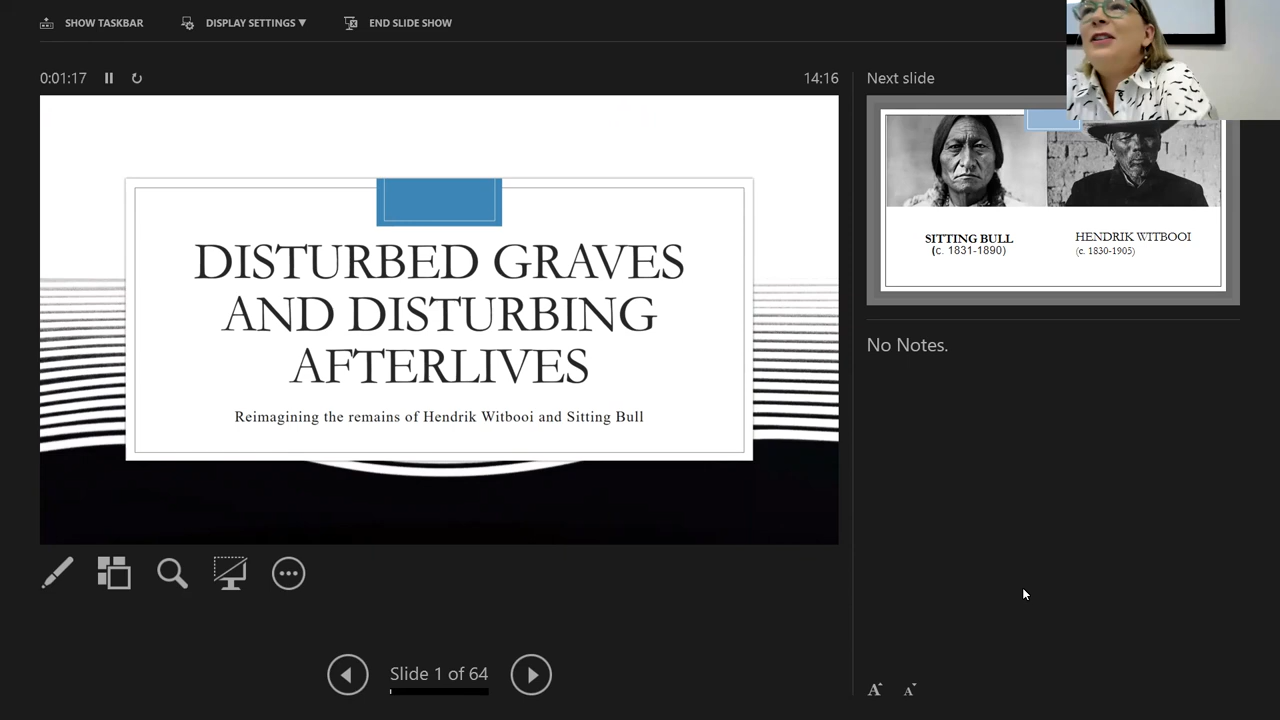 SHOW TASKBAR
DISPLAY SETTINGS ▼
END SLIDE SHOW
0:01:17
14:16
Next slide
DISTURBED GRAVES
AND DISTURBING
AFTERLIVES
Reimagining the remains of Hendrik Witbooi and Sitting Bull
SITTING BULL
(c. 1831-1890)
HENDRIK WITBOOI
(c. 1830-1905)
No Notes.
Slide 1 of 64
A A